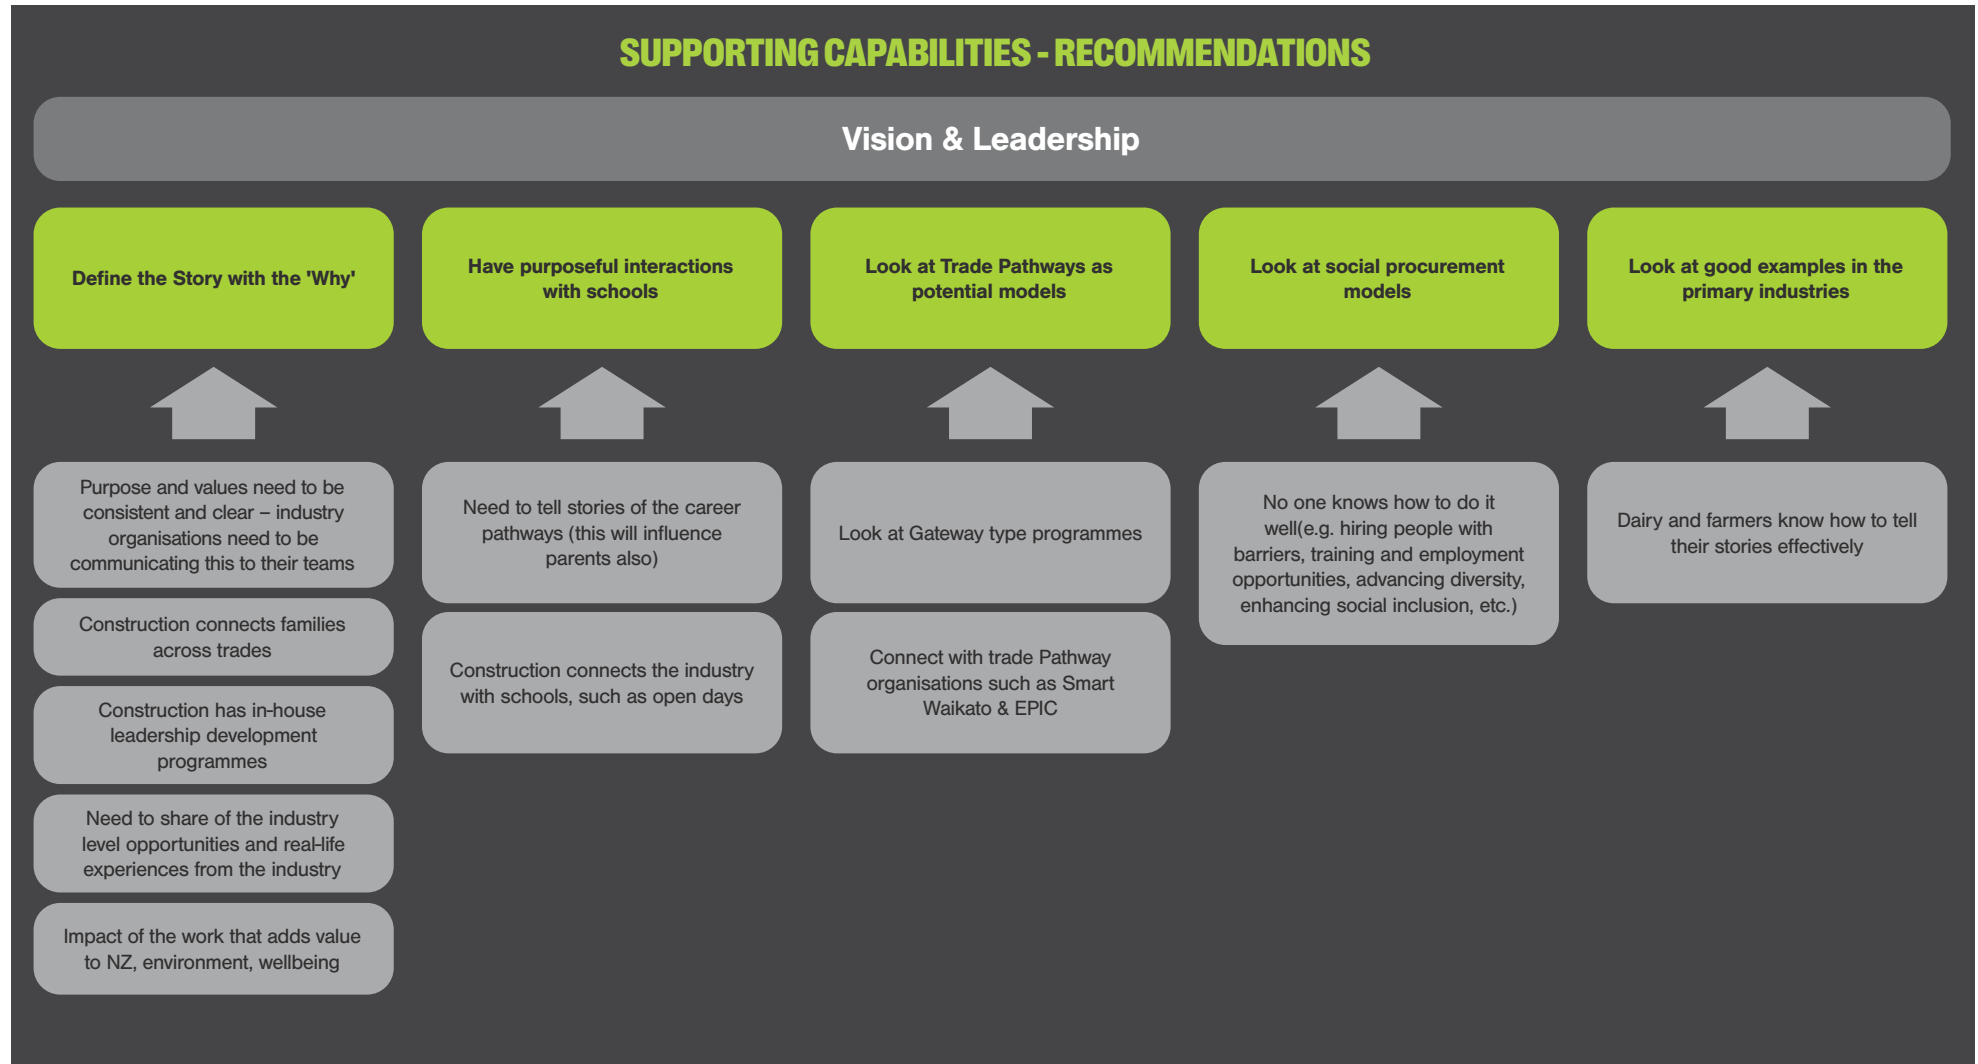 SUPPORTING CAPABILITIES - RECOMMENDATIONS
Vision & Leadership
Define the Story with the 'Why'
Purpose and values need to be
consistent and clear – industry
organisations need to be
communicating this to their teams
Construction connects families
across trades
Construction has in-house
leadership development
programmes
Need to share of the industry
level opportunities and real-life
experiences from the industry
Impact of the work that adds value
to NZ, environment, wellbeing
Have purposeful interactions
with schools
Need to tell stories of the career
pathways (this will influence
parents also)
Construction connects the industry
with schools, such as open days
Look at Trade Pathways as
potential models
Look at Gateway type programmes
Connect with trade Pathway
organisations such as Smart
Waikato & EPIC
Look at social procurement
models
No one knows how to do it
well(e.g. hiring people with
barriers, training and employment
opportunities, advancing diversity,
enhancing social inclusion, etc.)
Look at good examples in the
primary industries
Dairy and farmers know how to tell
their stories effectively